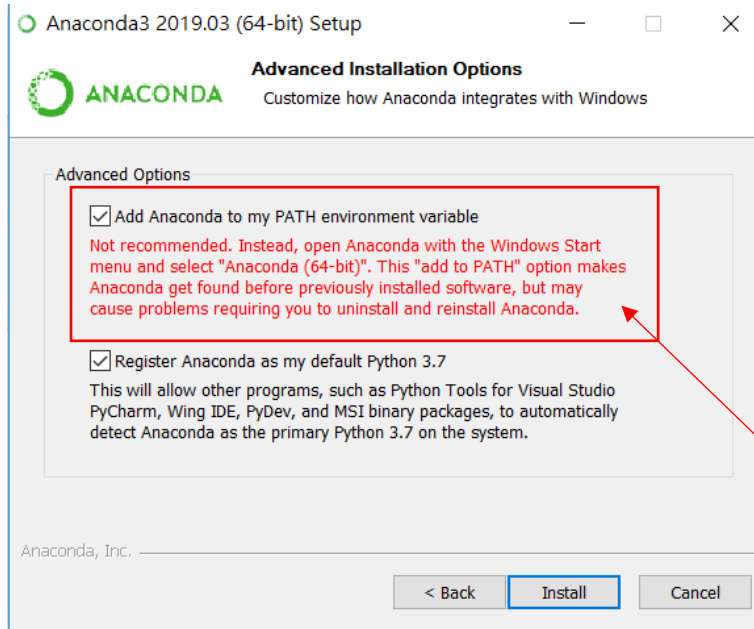 Anaconda3 2019.03 (64-bit) Setup
ANACONDA
Advanced Installation Options
Customize how Anaconda integrates with Windows
Advanced Options
Add Anaconda to my PATH environment variable
Not recommended. Instead, open Anaconda with the Windows Start
menu and select "Anaconda (64-bit)". This "add to PATH" option makes
Anaconda get found before previously installed software, but may
cause problems requiring you to uninstall and reinstall Anaconda.
Register Anaconda as my default Python 3.7
This will allow other programs, such as Python Tools for Visual Studio
PyCharm, Wing IDE, PyDev, and MSI binary packages, to automatically
detect Anaconda as the primary Python 3.7 on the system.
Anaconda, Inc.
< Back
Install
Cancel